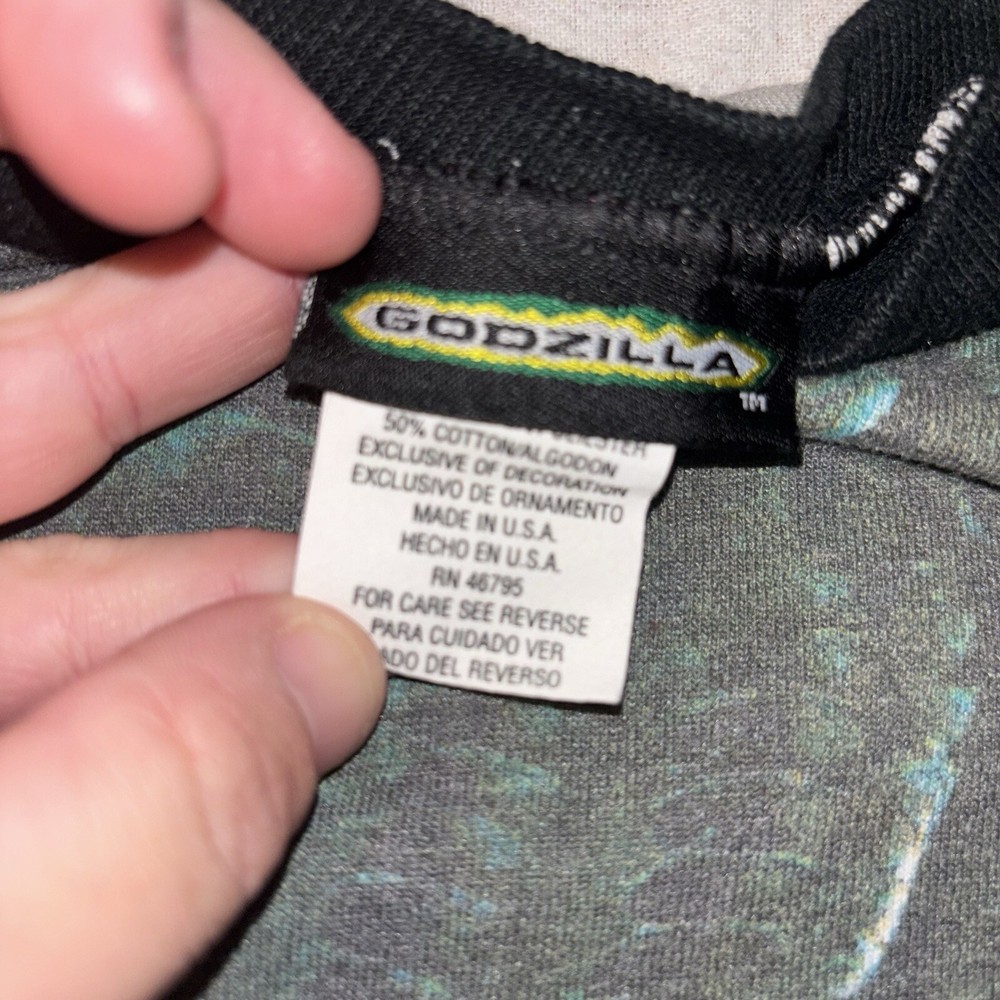 GODZILLA
TM
50% COTTON/ALGODON
EXCLUSIVE OF DECORATION
EXCLUSIVO DE ORNAMENTO
MADE IN U.S.A.
HECHO EN U.S.A.
RN 46795
FOR CARE SEE REVERSE
PARA CUIDADO VER
DEL REVERSO